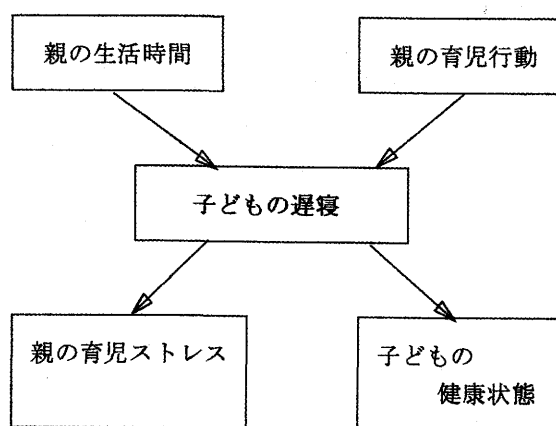 親の生活時間
親の育児行動
子どもの遅寝
親の育児ストレス
子どもの
健康状態